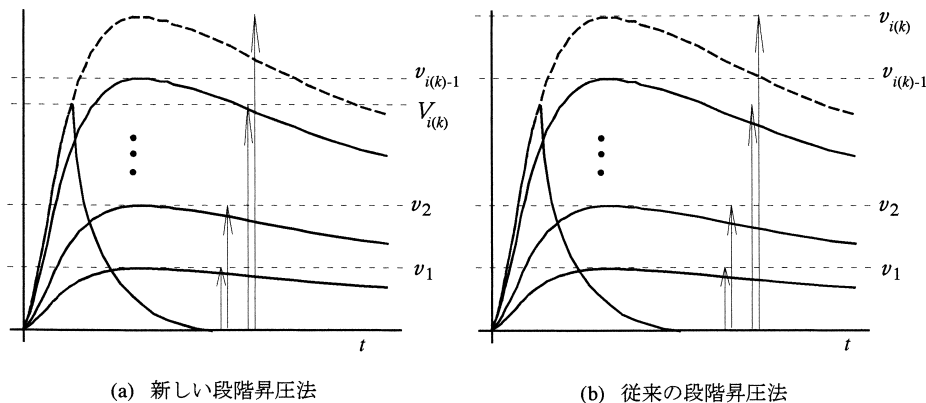 v_{i(k)-1}
V_{i(k)}
v_2
v_1
t
(a) 新しい段階昇圧法
v_{i(k)}
v_{i(k)-1}
v_2
v_1
t
(b) 従来の段階昇圧法